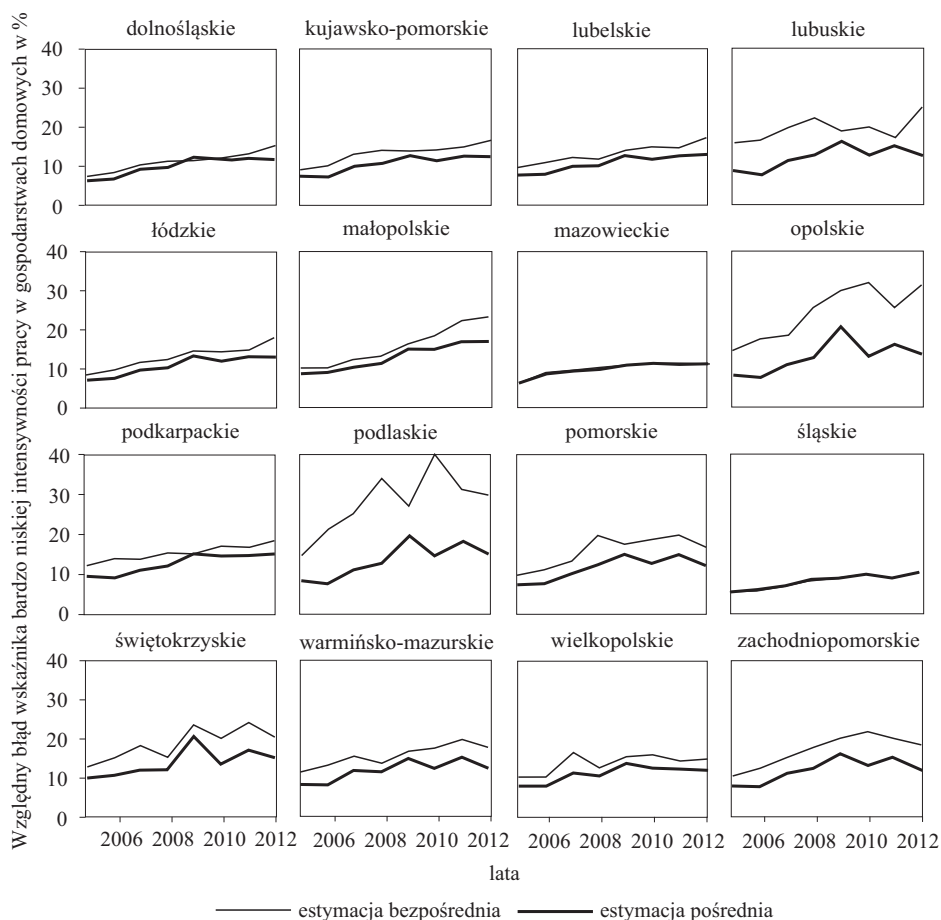 Względny błąd wskaźnika bardzo niskiej intensywności pracy w gospodarstwach domowych w %
dolnośląskie kujawsko-pomorskie lubelskie lubuskie
40
30
20
10
0
łódzkie małopolskie mazowieckie opolskie
40
30
20
10
0
podkarpackie podlaskie pomorskie śląskie
40
30
20
10
0
świętokrzyskie warmińsko-mazurskie wielkopolskie zachodniopomorskie
40
30
20
10
0
2006 2008 2010 2012 2006 2008 2010 2012 2006 2008 2010 2012 2006 2008 2010 2012
lata
estymacja bezpośrednia estymacja pośrednia